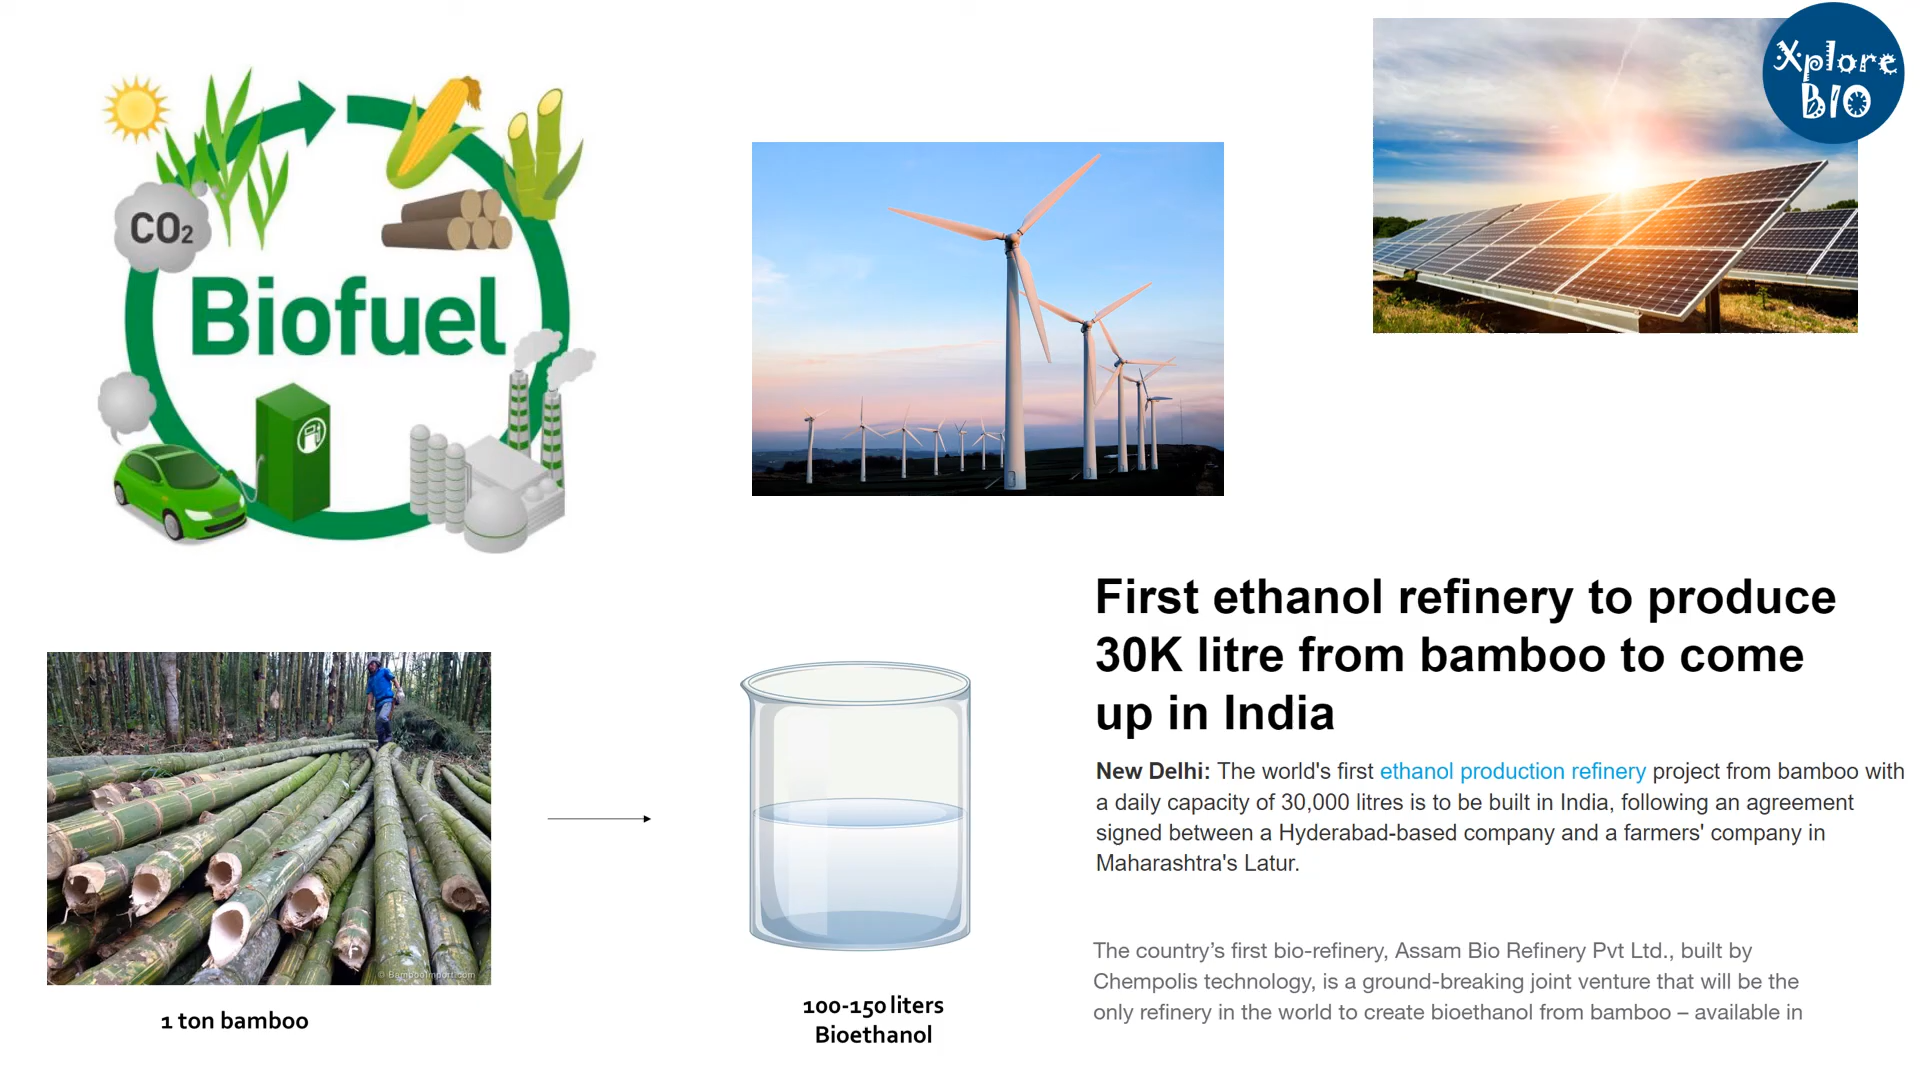 Xplore
BIO
CO₂
Biofuel
First ethanol refinery to produce
30K litre from bamboo to come
up in India
New Delhi: The world's first ethanol production refinery project from bamboo with
a daily capacity of 30,000 litres is to be built in India, following an agreement
signed between a Hyderabad-based company and a farmers' company in
Maharashtra's Latur.
© BambooImport.com
1 ton bamboo
100-150 liters
Bioethanol
The country’s first bio-refinery, Assam Bio Refinery Pvt Ltd., built by
Chempolis technology, is a ground-breaking joint venture that will be the
only refinery in the world to create bioethanol from bamboo – available in